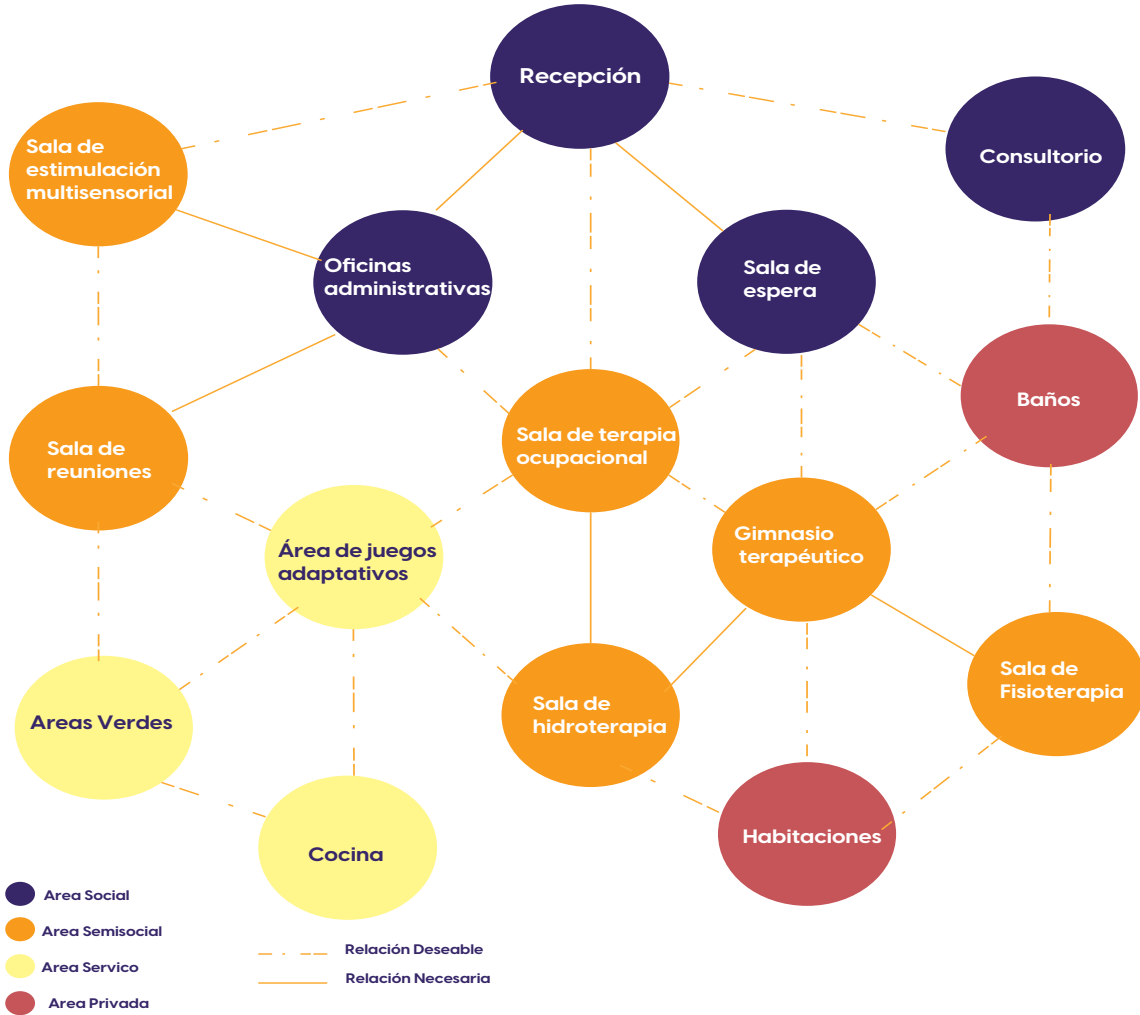 Recepción
Sala de
estimulación
multisensorial
Consultorio
Oficinas
administrativas
Sala de
espera
Baños
Sala de
reuniones
Sala de terapia
ocupacional
Área de juegos
adaptativos
Gimnasio
terapéutico
Areas Verdes
Sala de
hidroterapia
Sala de
Fisioterapia
Cocina
Habitaciones
Area Social
Area Semisocial
Area Servico
Area Privada
Relación Deseable
Relación Necesaria